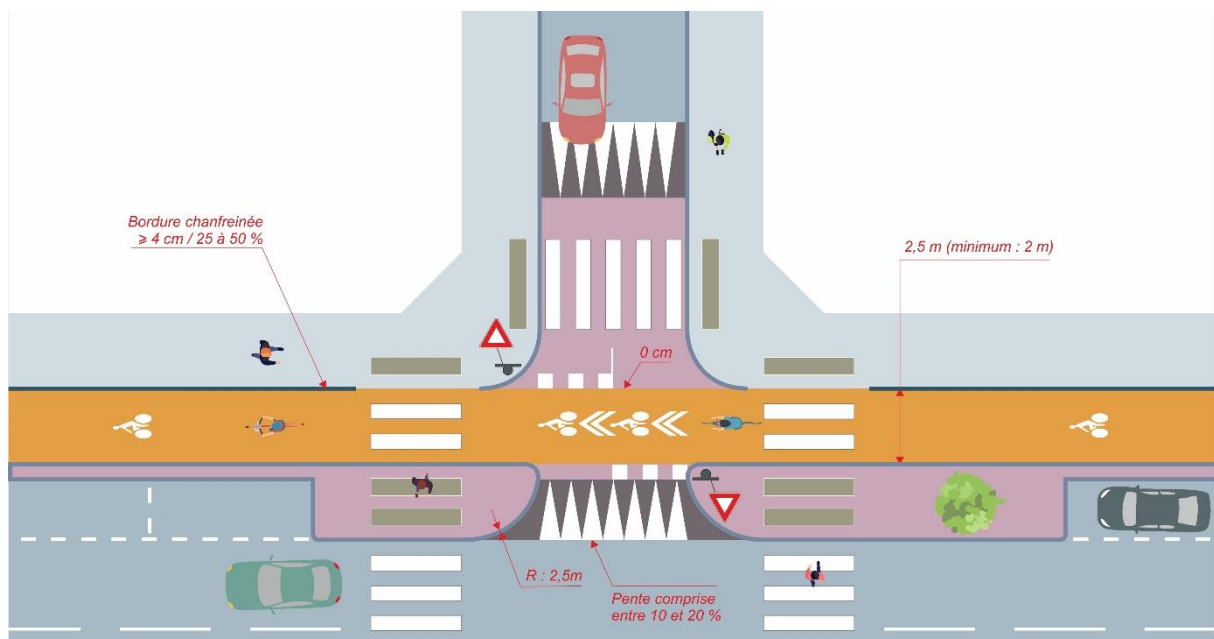 Bordure chanfreinée
⩾ 4 cm / 25 à 50 %
2,5 m (minimum : 2 m)
0 cm
R : 2,5m
Pente comprise
entre 10 et 20 %